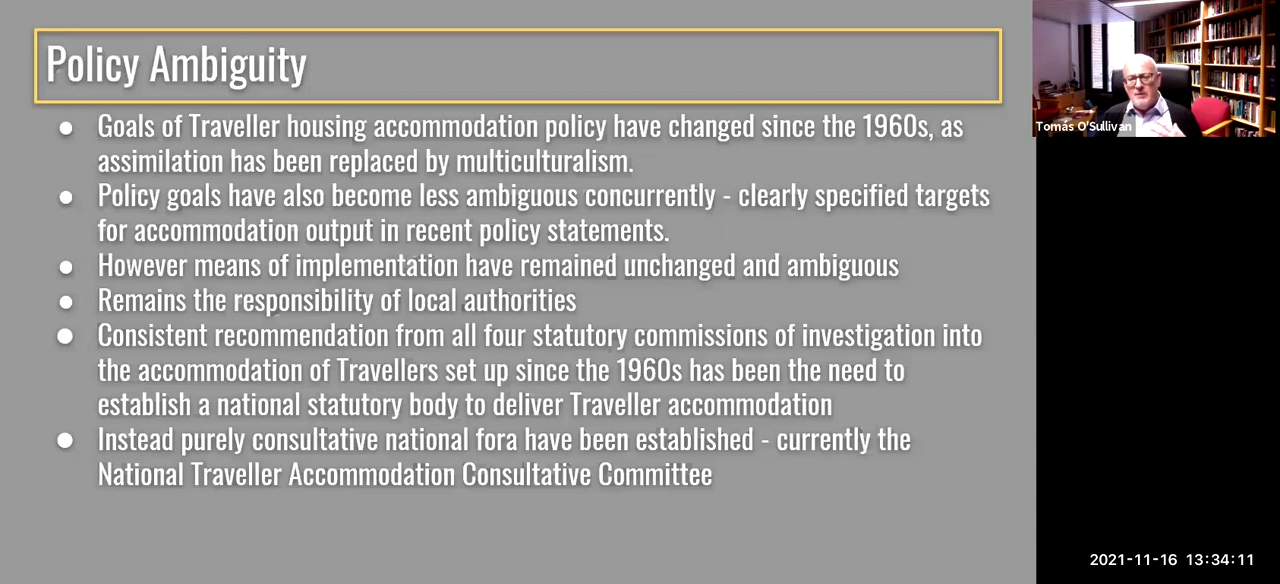 Policy Ambiguity
Goals of Traveller housing accommodation policy have changed since the 1960s, as
assimilation has been replaced by multiculturalism.
Policy goals have also become less ambiguous concurrently - clearly specified targets
for accommodation output in recent policy statements.
However means of implementation have remained unchanged and ambiguous
Remains the responsibility of local authorities
Consistent recommendation from all four statutory commissions of investigation into
the accommodation of Travellers set up since the 1960s has been the need to
establish a national statutory body to deliver Traveller accommodation
Instead purely consultative national fora have been established - currently the
National Traveller Accommodation Consultative Committee
Tomas O'Sullivan
2021-11-16 13:34:11